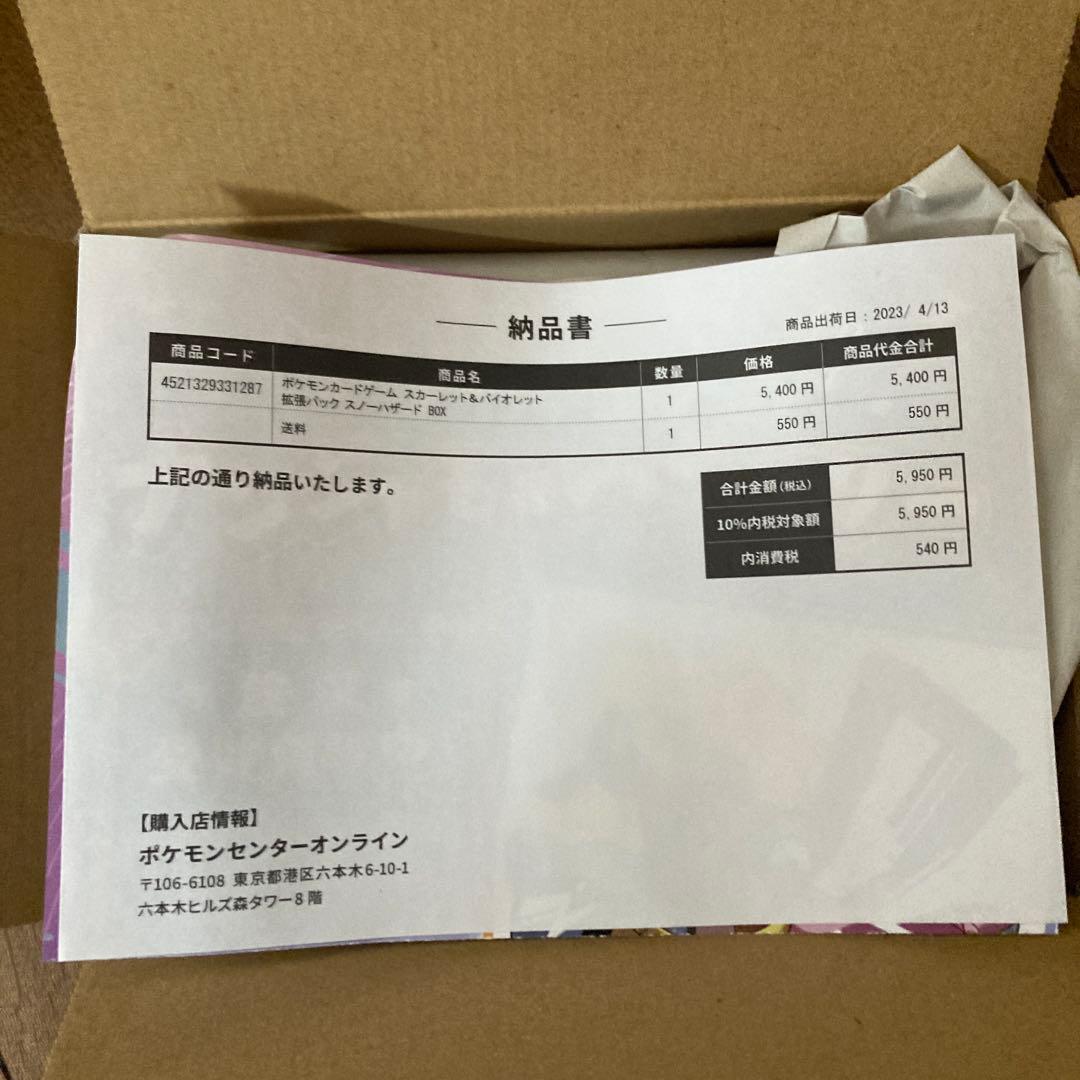 納品書
商品出荷日：2023/ 4/13
商品コード 商品名 数量 価格 商品代金合計
4521329331287 ポケモンカードゲーム スカーレット&バイオレット 1 5,400 円 5,400 円
拡張パック スノーハザード BOX
送料 1 550 円 550 円
上記の通り納品いたします。
合計金額(税込) 5,950 円
10%内税対象額 5,950 円
内消費税 540 円
【購入店情報】
ポケモンセンターオンライン
〒106-6108 東京都港区六本木6-10-1
六本木ヒルズ森タワー8階